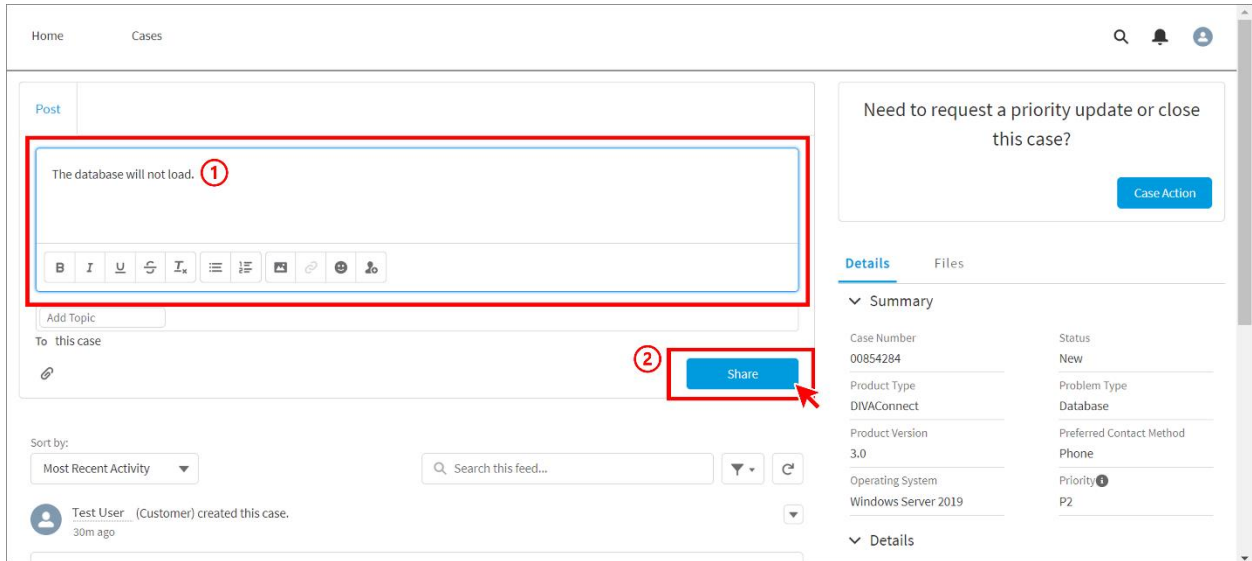 Home Cases
Post
The database will not load. 1
B I U S Tx
Add Topic
To this case
2
Share
Sort by:
Most Recent Activity
Search this feed...
Test User (Customer) created this case.
30m ago
Need to request a priority update or close
this case?
Case Action
Details Files
Summary
Case Number Status
00854284 New
Product Type Problem Type
DIVAConnect Database
Product Version Preferred Contact Method
3.0 Phone
Operating System Priority
Windows Server 2019 P2
Details